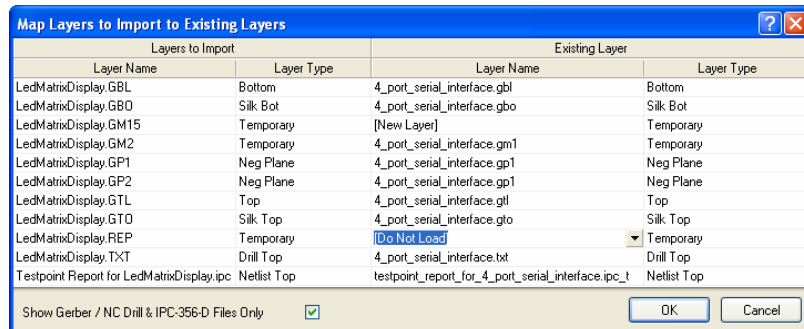 Map Layers to Import to Existing Layers
Layers to Import Existing Layer
Layer Name Layer Type Layer Name Layer Type
LedMatrixDisplay.GBL Bottom 4_port_serial_interface.gbl Bottom
LedMatrixDisplay.GBO Silk Bot 4_port_serial_interface.gbo Silk Bot
LedMatrixDisplay.GM15 Temporary [New Layer] Temporary
LedMatrixDisplay.GM2 Temporary 4_port_serial_interface.gm1 Temporary
LedMatrixDisplay.GP1 Neg Plane 4_port_serial_interface.gp1 Neg Plane
LedMatrixDisplay.GP2 Neg Plane 4_port_serial_interface.gp1 Neg Plane
LedMatrixDisplay.GTL Top 4_port_serial_interface.gtl Top
LedMatrixDisplay.GTO Silk Top 4_port_serial_interface.gto Silk Top
LedMatrixDisplay.REP Temporary [Do Not Load] Temporary
LedMatrixDisplay.TXT Drill Top 4_port_serial_interface.txt Drill Top
Testpoint Report for LedMatrixDisplay.ipc Netlist Top testpoint_report_for_4_port_serial_interface.ipc_t Netlist Top
Show Gerber / NC Drill & IPC-356-D Files Only OK Cancel